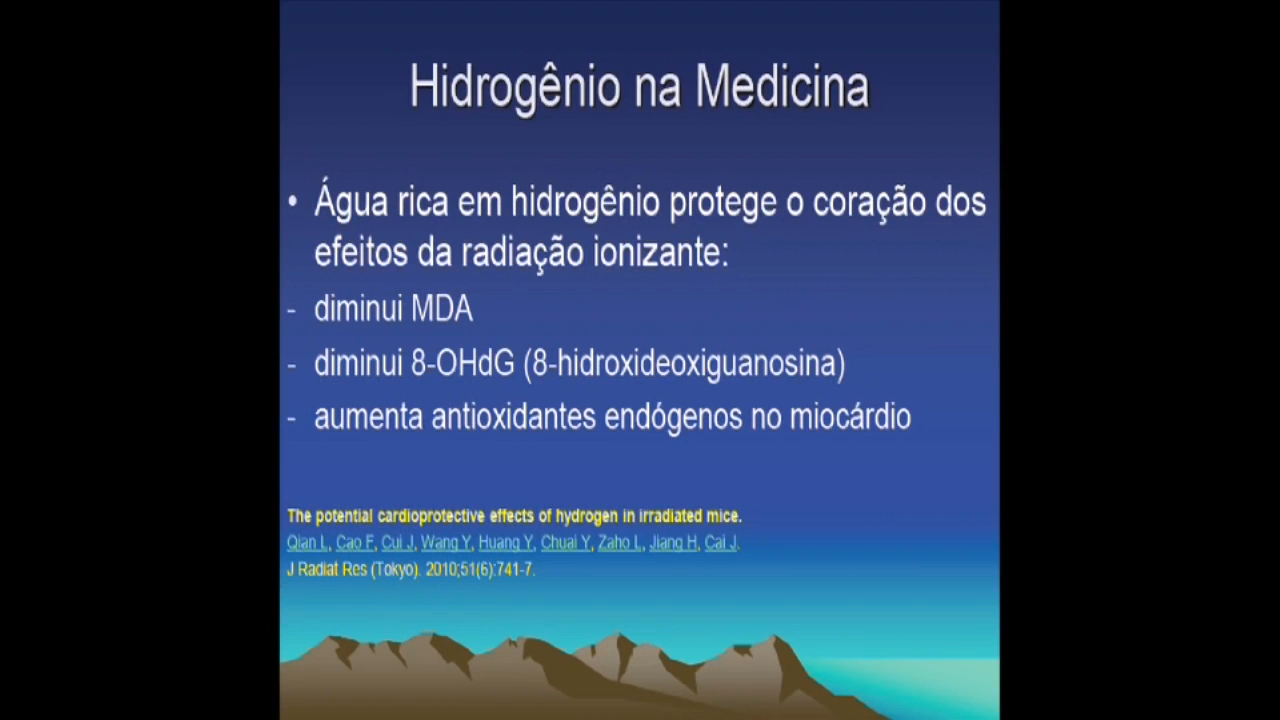 Hidrogênio na Medicina
• Água rica em hidrogênio protege o coração dos
efeitos da radiação ionizante:
- diminui MDA
- diminui 8-OHdG (8-hidroxideoxiguanosina)
- aumenta antioxidantes endógenos no miocárdio
The potential cardioprotective effects of hydrogen in irradiated mice.
Qian L, Cao F, Cui J, Wang Y, Huang Y, Chuai Y, Zaho L, Jiang H, Cai J.
J Radiat Res (Tokyo). 2010;51(6):741-7.